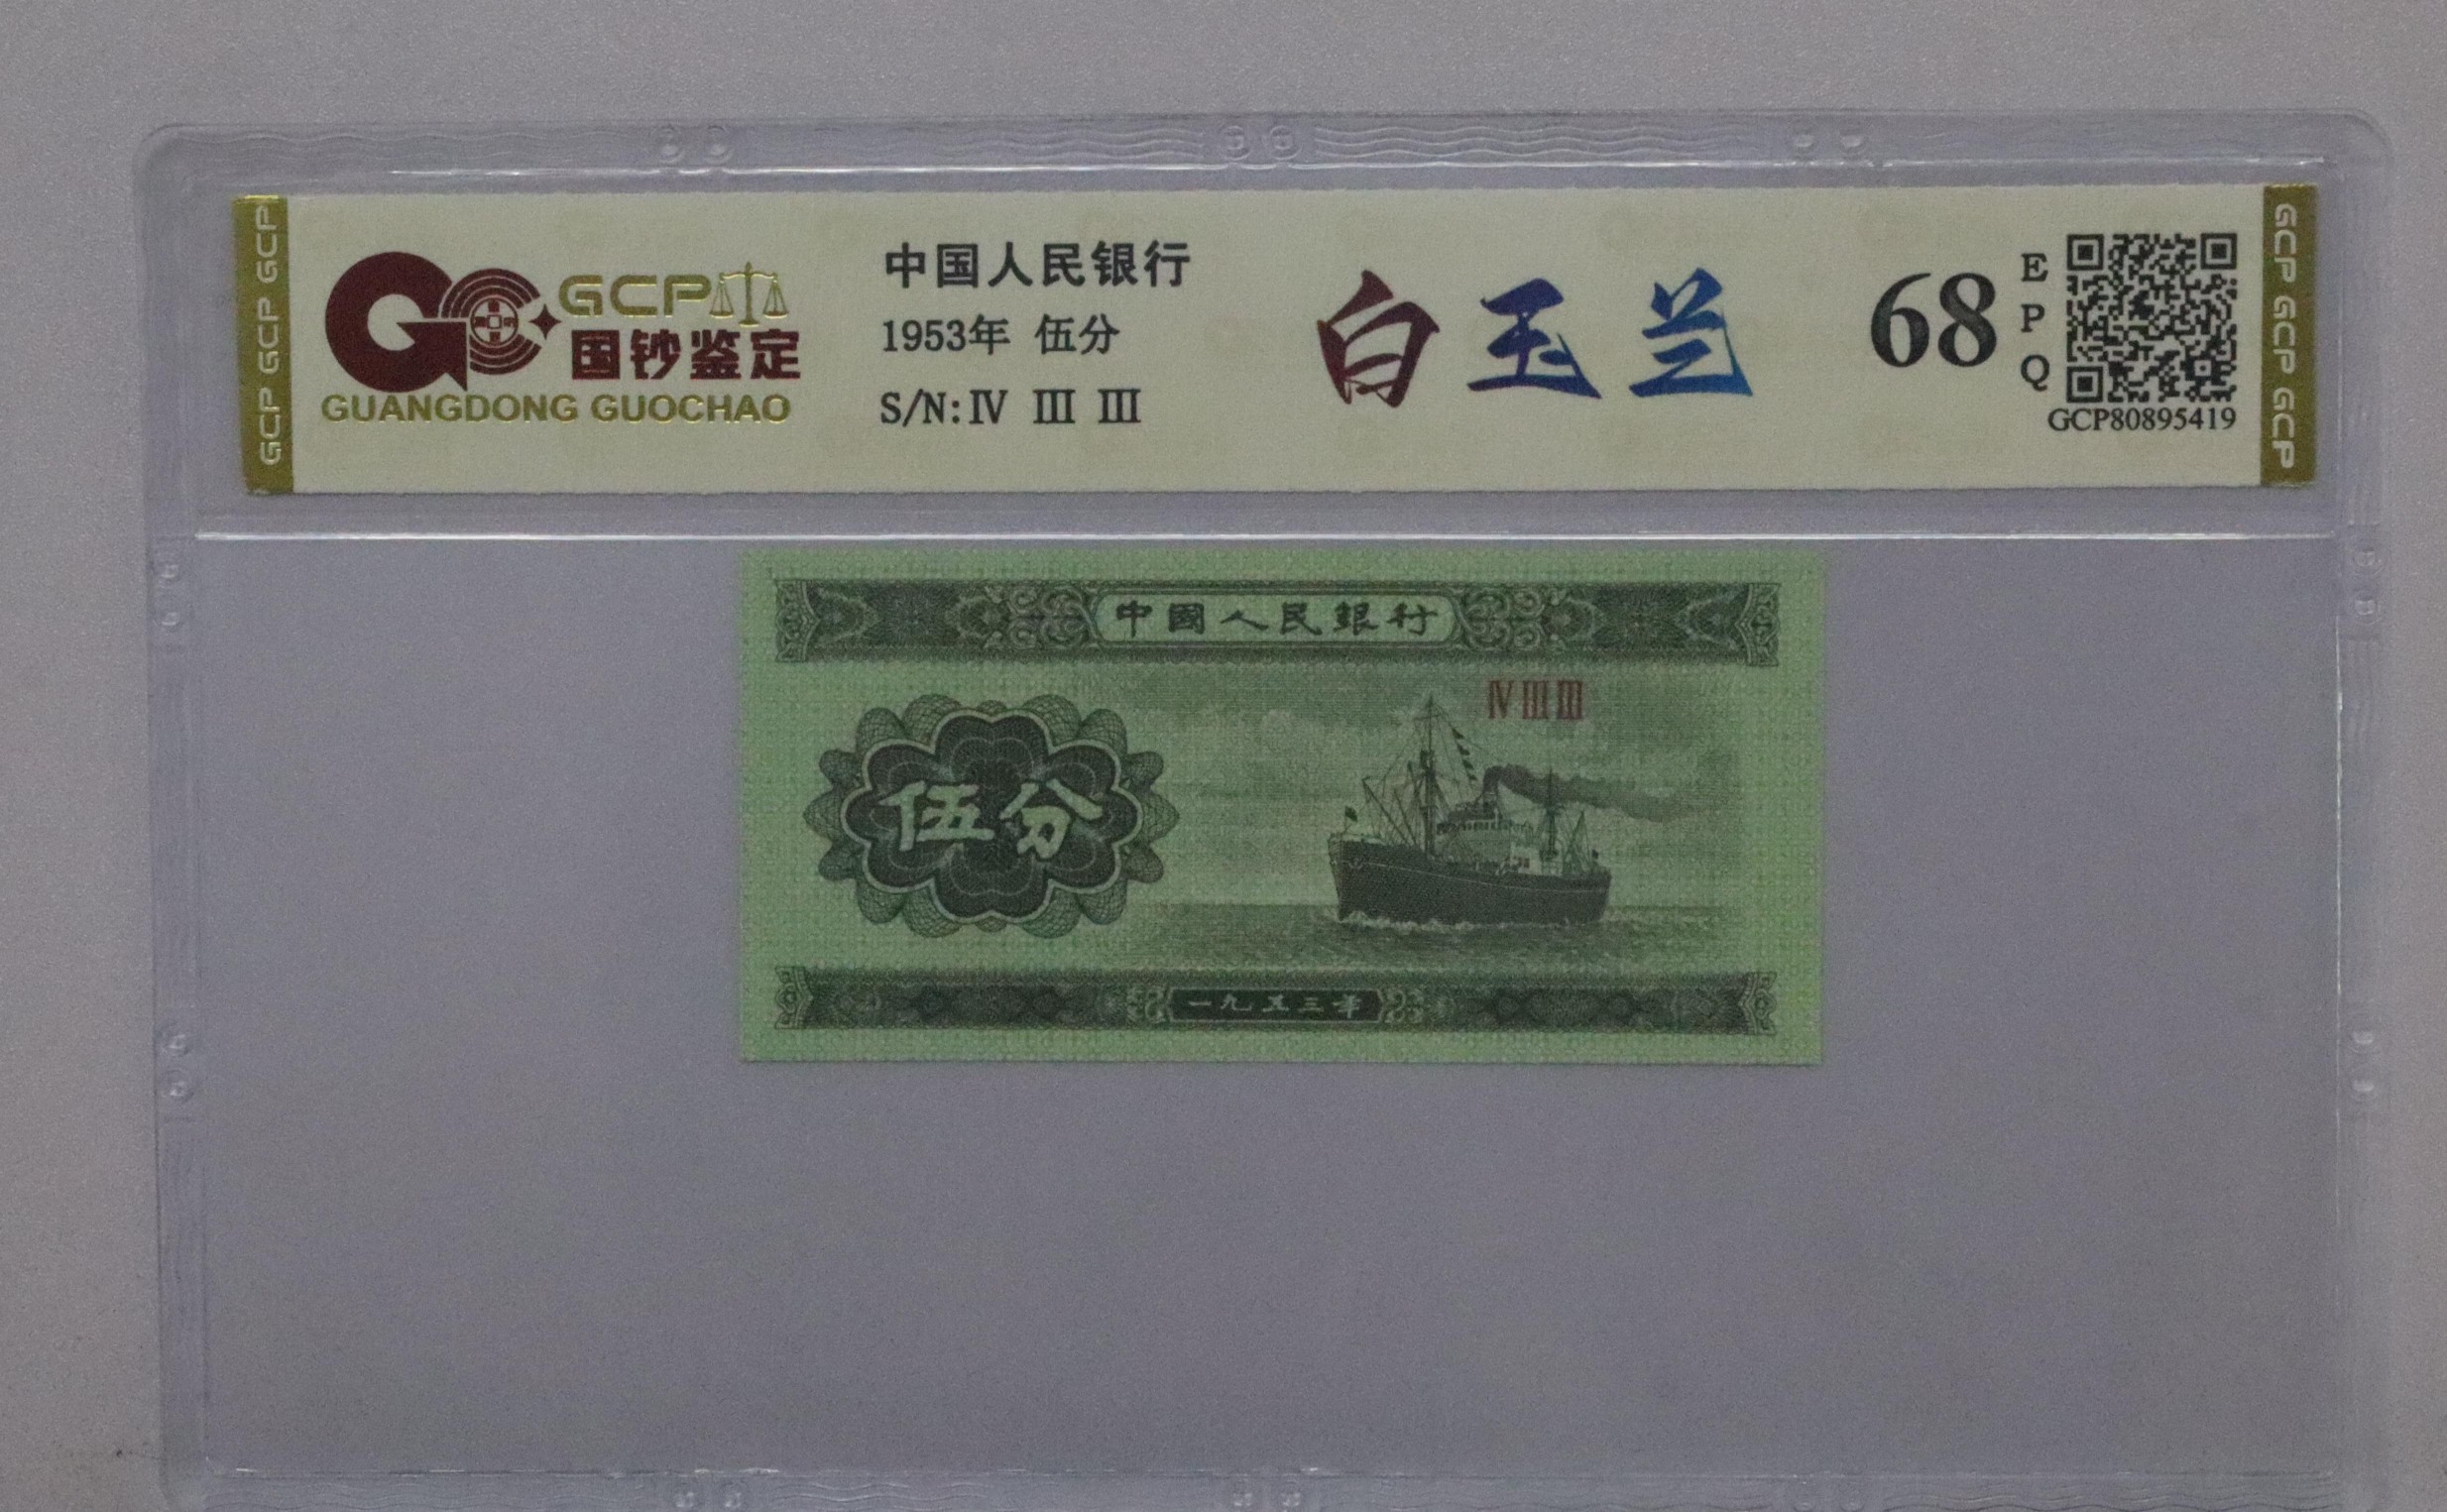 GCP GCP GCP
GCP
国钞鉴定
GUANGDONG GUOCHAO
中国人民银行
1953年 伍分
S/N:Ⅳ Ⅲ Ⅲ
白玉兰
68
E
P
Q
GCP80895419
GCP GCP GCP
中國人民銀行
Ⅳ Ⅲ Ⅲ
伍分
一九五三年